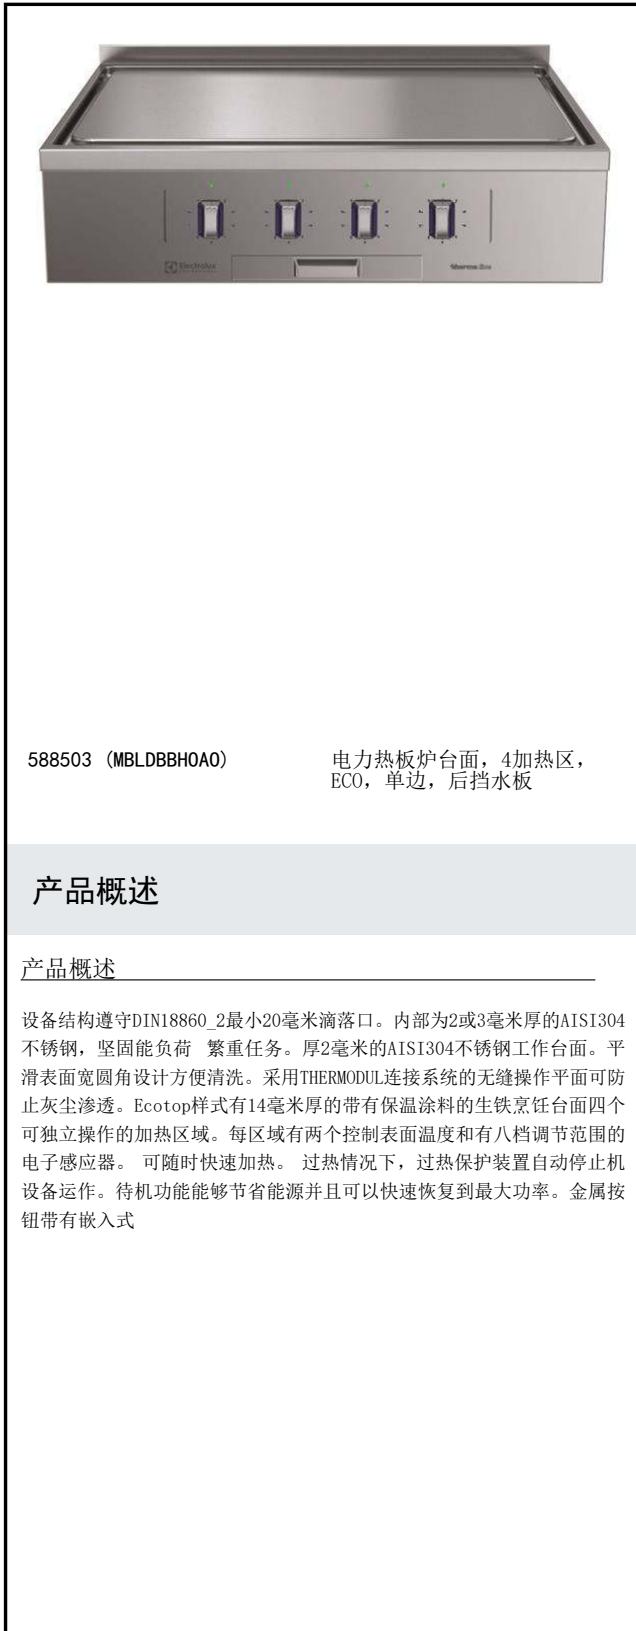 Electrolux
thermaline
588503 (MBLDBBHOAO)
电力热板炉台面，4加热区，
ECO，单边，后挡水板
产品概述
产品概述
设备结构遵守DIN18860_2最小20毫米滴落口。内部为2或3毫米厚的AISI304
不锈钢，坚固能负荷 繁重任务。厚2毫米的AISI304不锈钢工作台面。平
滑表面宽圆角设计方便清洗。采用THERMODUL连接系统的无缝操作平面可防
止灰尘渗透。Ecotop样式有14毫米厚的带有保温涂料的生铁烹饪台面四个
可独立操作的加热区域。每区域有两个控制表面温度和有八档调节范围的
电子感应器。 可随时快速加热。 过热情况下，过热保护装置自动停止机
设备运作。待机功能能够节省能源并且可以快速恢复到最大功率。金属按
钮带有嵌入式